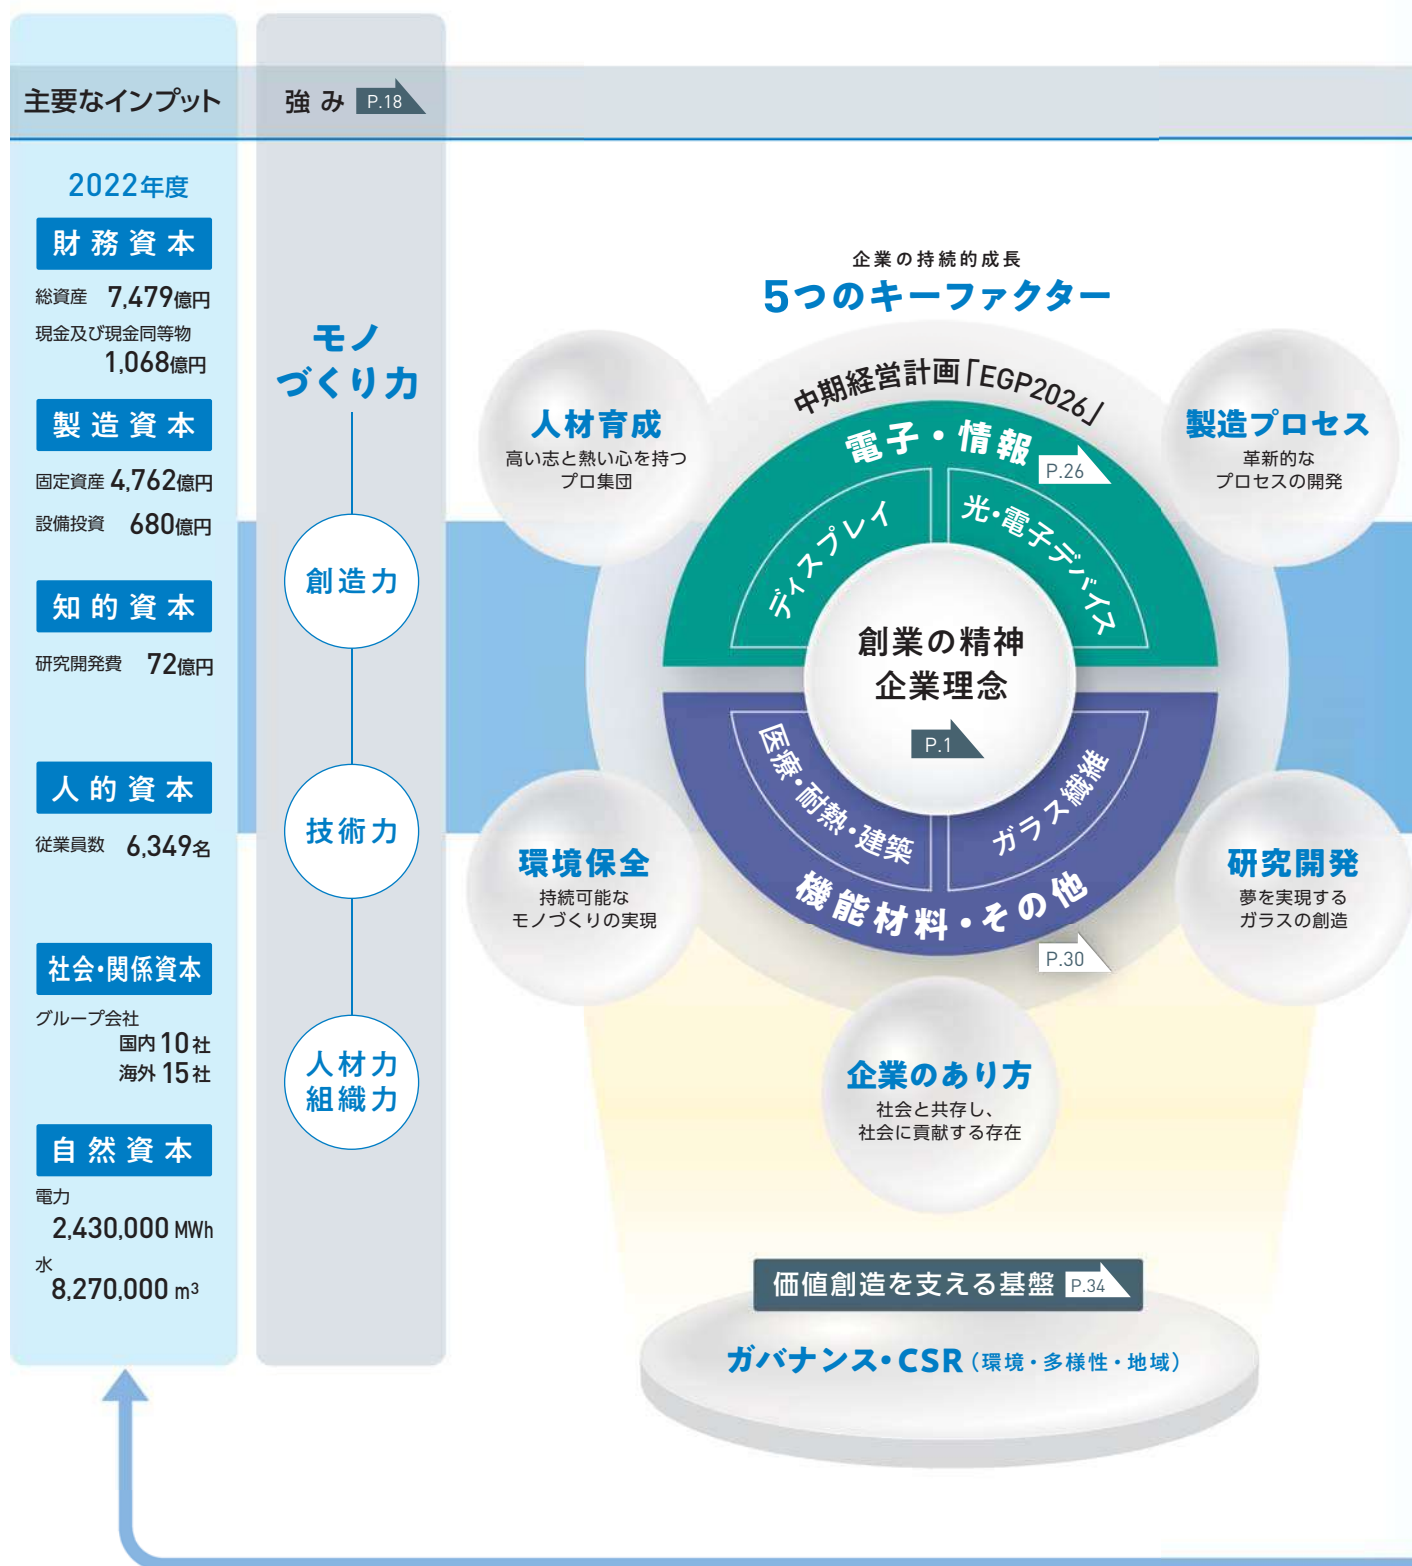 主要なインプット
強み P.18
2022年度
財務資本
総資産 7,479億円
現金及び現金同等物
1,068億円
製造資本
固定資産 4,762億円
設備投資 680億円
知的資本
研究開発費 72億円
人的資本
従業員数 6,349名
社会・関係資本
グループ会社
国内 10社
海外 15社
自然資本
電力
2,430,000 MWh
水
8,270,000 m³
モノ
づくり力
創造力
技術力
人材力
組織力
企業の持続的成長
5つのキーファクター
中期経営計画「EGP2026」
人材育成
高い志と熱い心を持つ
プロ集団
製造プロセス
革新的な
プロセスの開発
電子・情報
P.26
ディスプレイ
光・電子デバイス
創業の精神
企業理念
P.1
医療・耐熱・建築
ガラス繊維
機能材料・その他
P.30
環境保全
持続可能な
モノづくりの実現
研究開発
夢を実現する
ガラスの創造
企業のあり方
社会と共存し、
社会に貢献する存在
価値創造を支える基盤 P.34
ガバナンス・CSR（環境・多様性・地域）